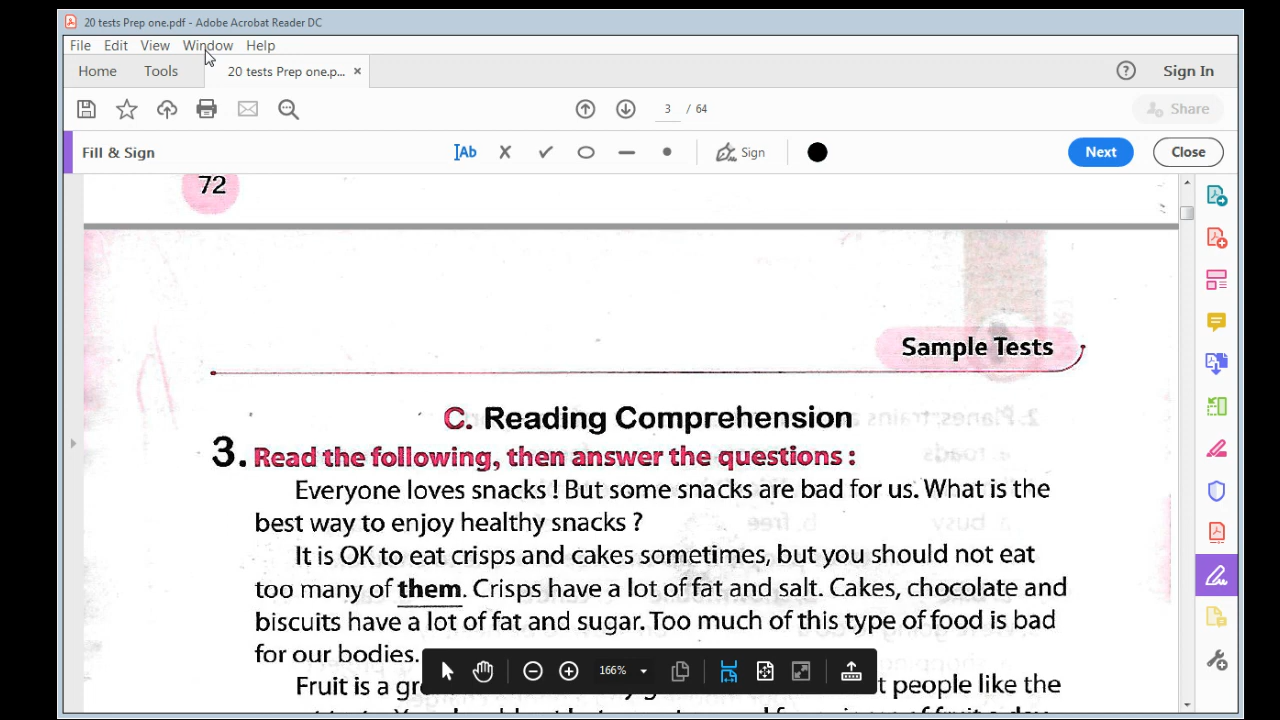 20 tests Prep one.pdf - Adobe Acrobat Reader DC
File Edit View Window Help
Home Tools 20 tests Prep one.p... × Sign In
3 / 64 Share
Fill & Sign Ab Sign Next Close
72
Sample Tests
C. Reading Comprehension
3. Read the following, then answer the questions :
Everyone loves snacks ! But some snacks are bad for us. What is the
best way to enjoy healthy snacks ?
It is OK to eat crisps and cakes sometimes, but you should not eat
too many of them. Crisps have a lot of fat and salt. Cakes, chocolate and
biscuits have a lot of fat and sugar. Too much of this type of food is bad
for our bodies.
166%
Fruit is a people like the